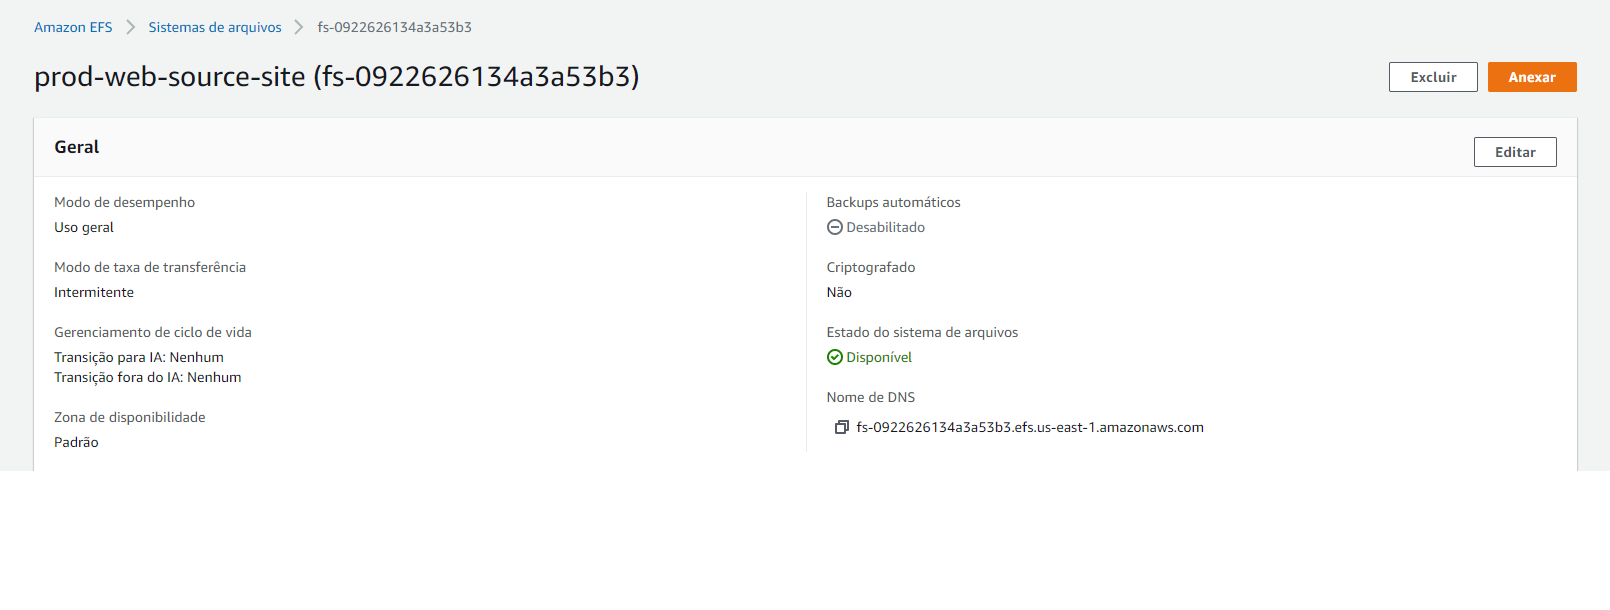 Amazon EFS > Sistemas de arquivos > fs-0922626134a3a53b3
prod-web-source-site (fs-0922626134a3a53b3)
Excluir
Anexar
Geral
Editar
Modo de desempenho
Uso geral
Modo de taxa de transferência
Intermitente
Gerenciamento de ciclo de vida
Transição para IA: Nenhum
Transição fora do IA: Nenhum
Zona de disponibilidade
Padrão
Backups automáticos
Desabilitado
Criptografado
Não
Estado do sistema de arquivos
Disponível
Nome de DNS
fs-0922626134a3a53b3.efs.us-east-1.amazonaws.com